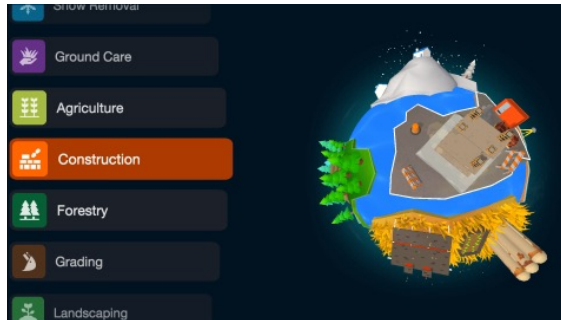 Snow Removal
Ground Care
Agriculture
Construction
Forestry
Grading
Landscaping